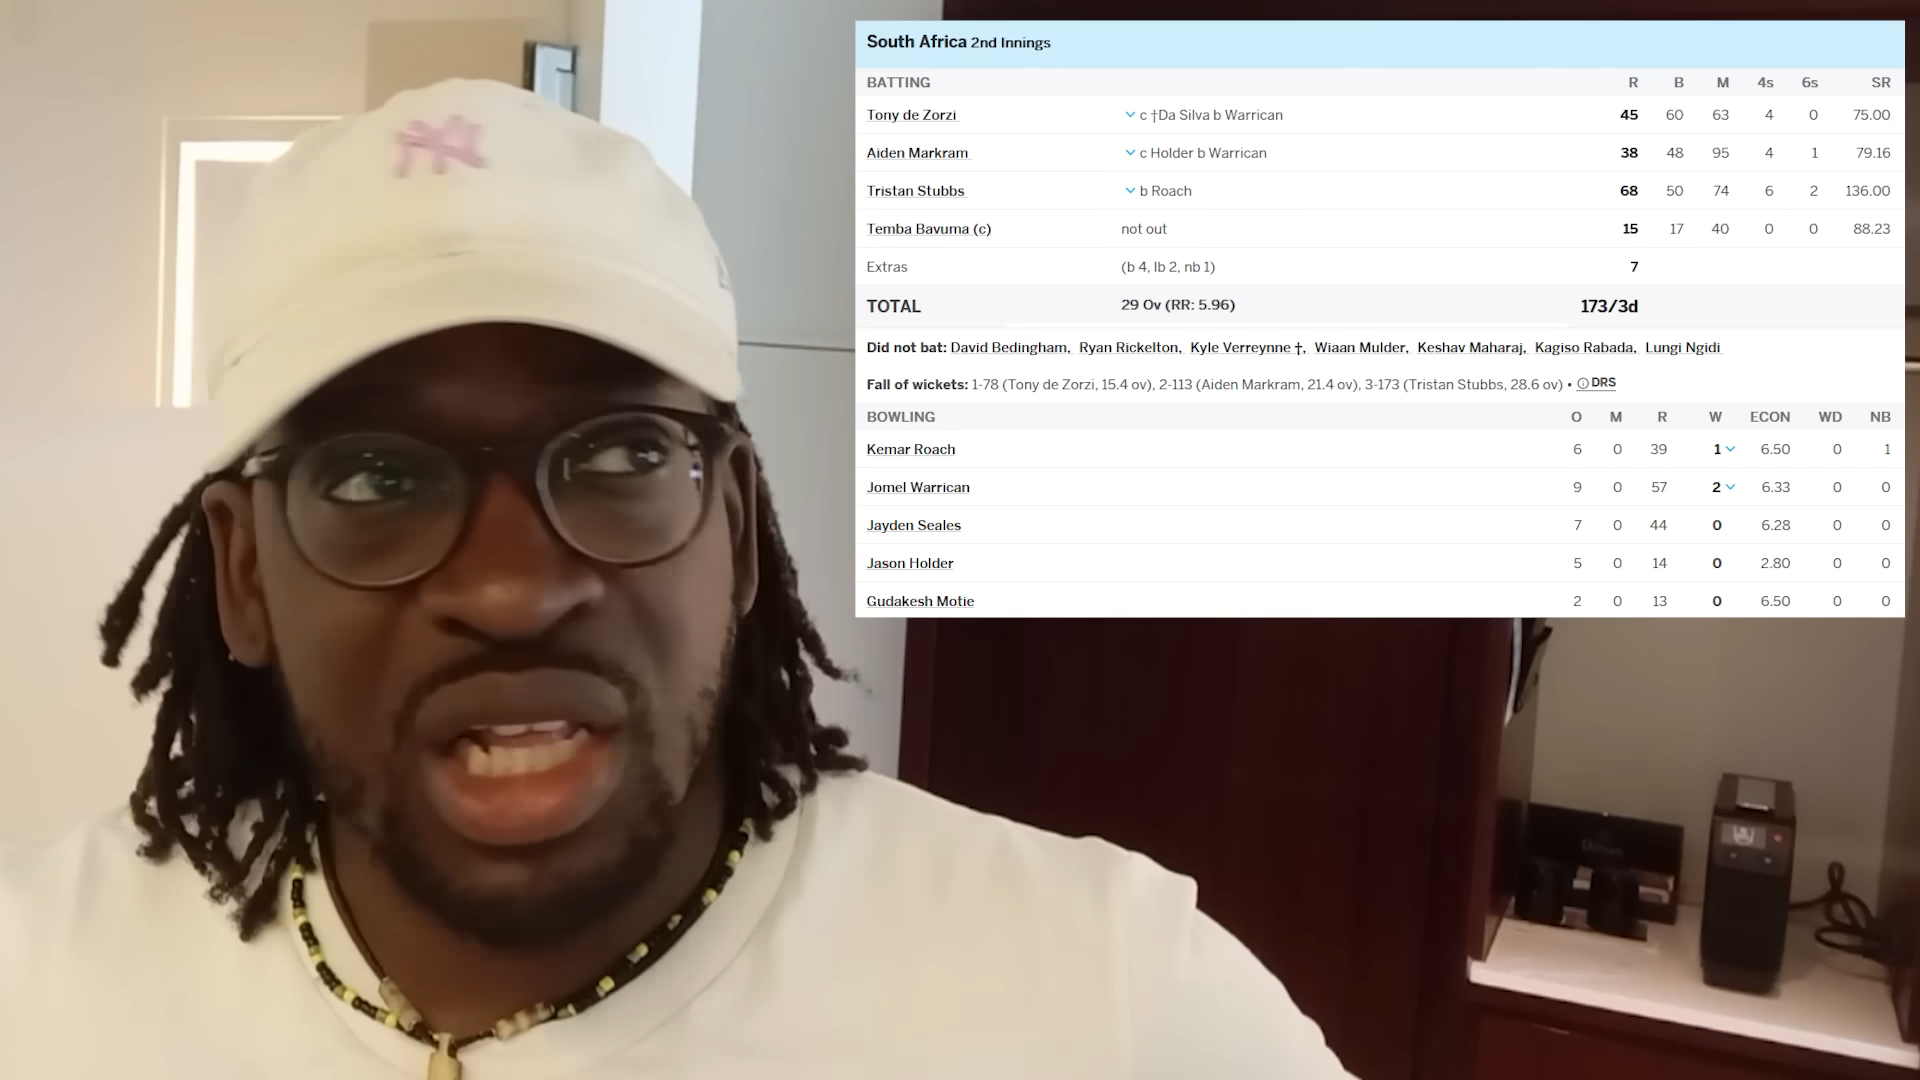 NY
South Africa 2nd Innings
BATTING R B M 4s 6s SR
Tony de Zorzi c †Da Silva b Warrican 45 60 63 4 0 75.00
Aiden Markram c Holder b Warrican 38 48 95 4 1 79.16
Tristan Stubbs b Roach 68 50 74 6 2 136.00
Temba Bavuma (c) not out 15 17 40 0 0 88.23
Extras (b 4, lb 2, nb 1) 7
TOTAL 29 Ov (RR: 5.96) 173/3d
Did not bat: David Bedingham, Ryan Rickelton, Kyle Verreynne †, Wiaan Mulder, Keshav Maharaj, Kagiso Rabada, Lungi Ngidi
Fall of wickets: 1-78 (Tony de Zorzi, 15.4 ov), 2-113 (Aiden Markram, 21.4 ov), 3-173 (Tristan Stubbs, 28.6 ov) • DRS
BOWLING O M R W ECON WD NB
Kemar Roach 6 0 39 1 6.50 0 1
Jomel Warrican 9 0 57 2 6.33 0 0
Jayden Seales 7 0 44 0 6.28 0 0
Jason Holder 5 0 14 0 2.80 0 0
Gudakesh Motie 2 0 13 0 6.50 0 0